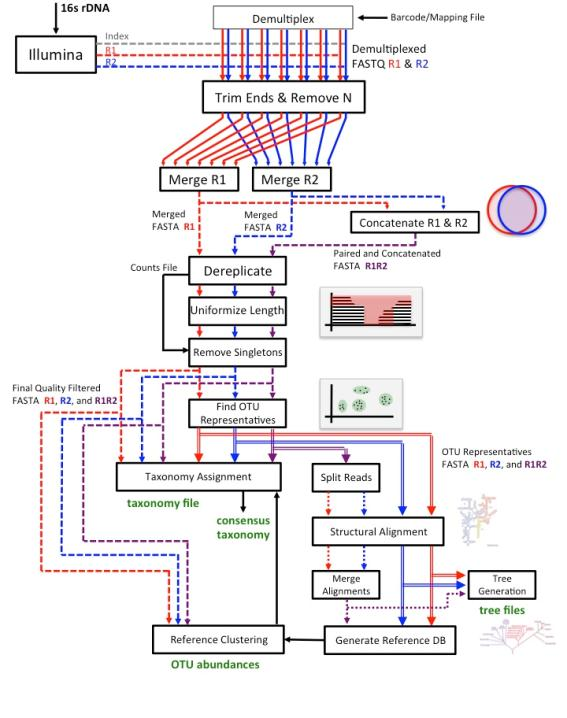 16s rDNA
Demultiplex
Barcode/Mapping File
Illumina
Index
R1
R2
Demultiplexed
FASTQ R1 & R2
Trim Ends & Remove N
Merge R1
Merge R2
Merged
FASTA R1
Merged
FASTA R2
Concatenate R1 & R2
Paired and Concatenated
FASTA R1R2
Counts File
Dereplicate
Uniformize Length
Remove Singletons
Final Quality Filtered
FASTA R1, R2, and R1R2
Find OTU
Representatives
OTU Representatives
FASTA R1, R2, and R1R2
Taxonomy Assignment
Split Reads
taxonomy file
consensus
taxonomy
Structural Alignment
Merge
Alignments
Tree
Generation
tree files
Reference Clustering
Generate Reference DB
OTU abundances